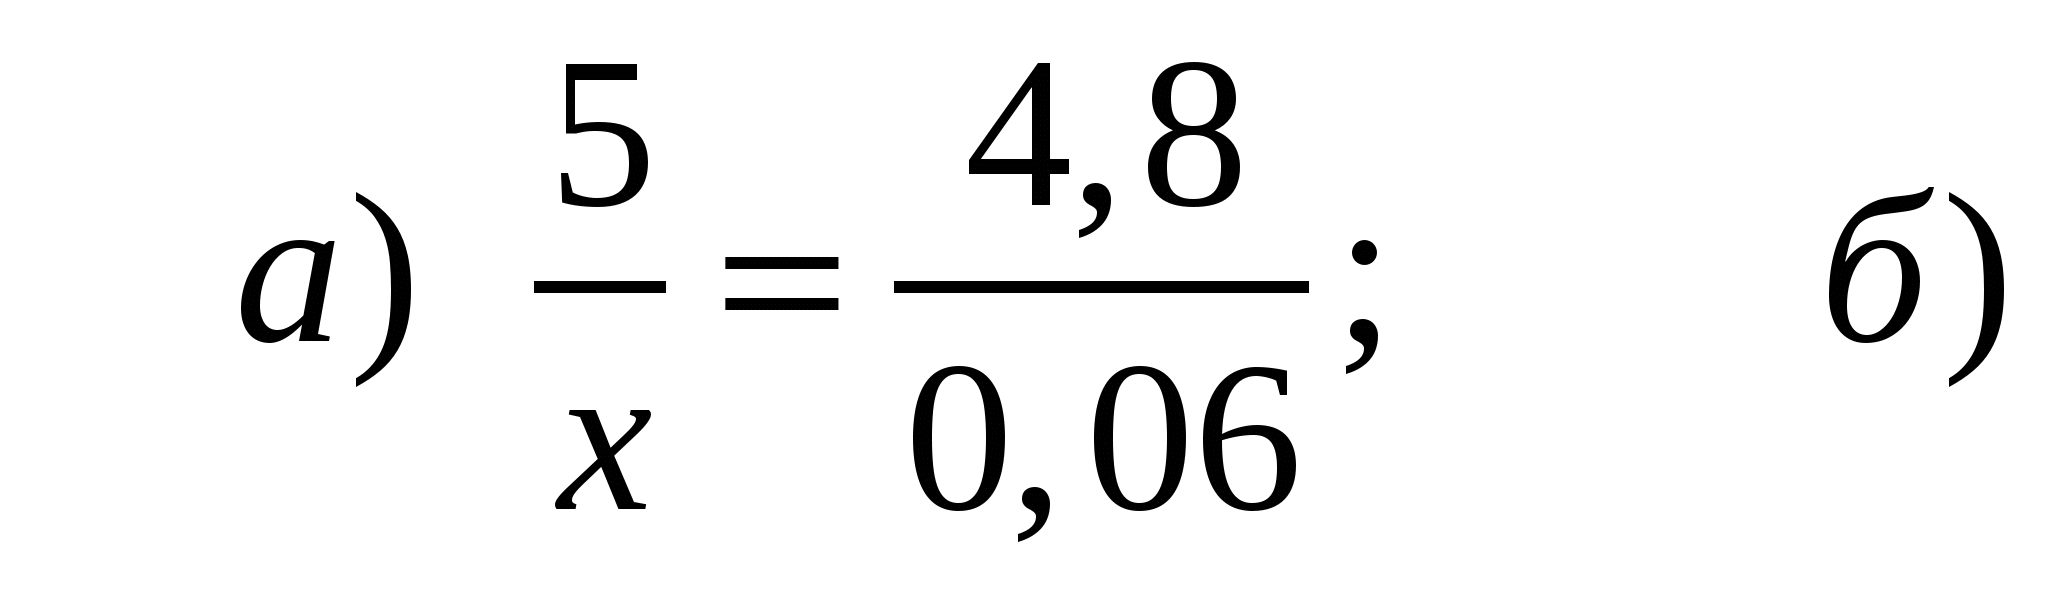 а) 5/x = 4,8/0,06; б)